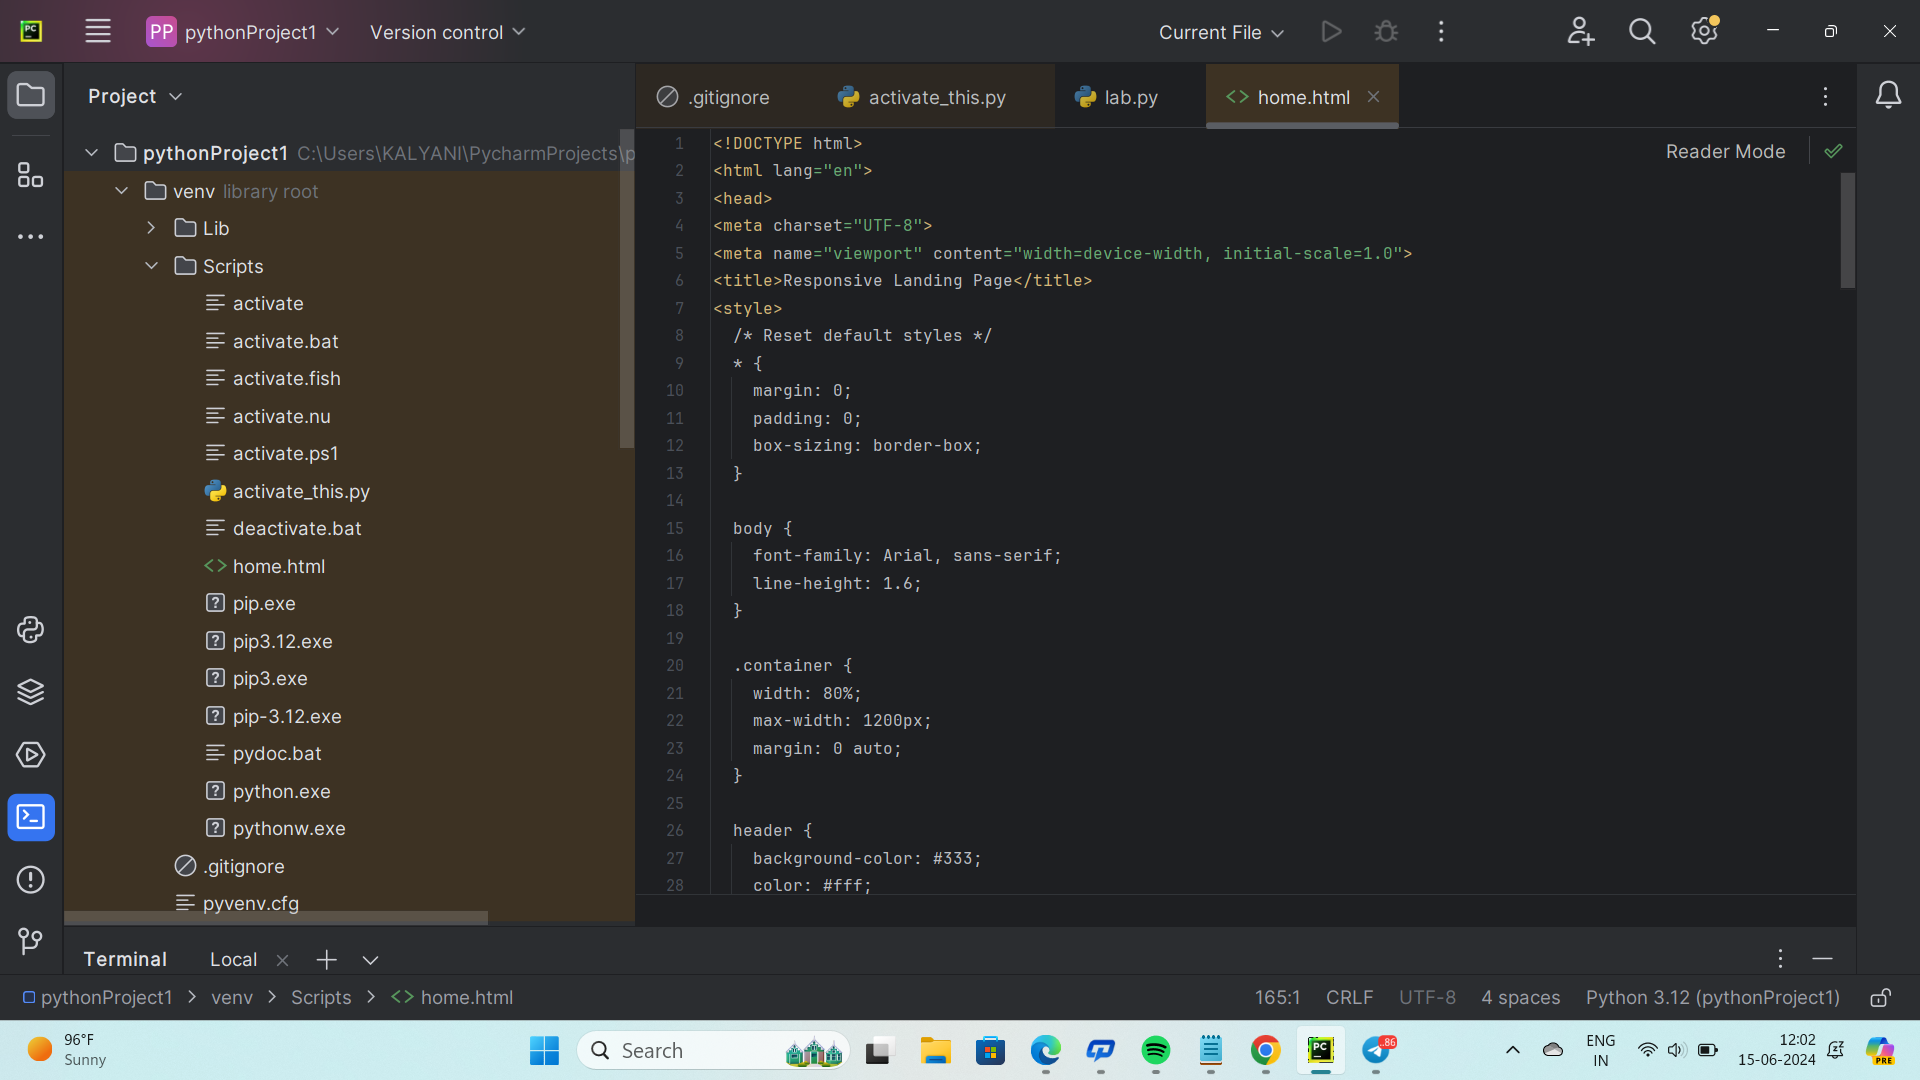 PC
PP pythonProject1
Version control
Current File
Project
.gitignore
activate_this.py
lab.py
<> home.html
pythonProject1 C:\Users\KALYANI\PycharmProjects\p
venv library root
Lib
Scripts
activate
activate.bat
activate.fish
activate.nu
activate.ps1
activate_this.py
deactivate.bat
<> home.html
? pip.exe
? pip3.12.exe
? pip3.exe
? pip-3.12.exe
pydoc.bat
? python.exe
? pythonw.exe
.gitignore
pyvenv.cfg
Reader Mode
1 <!DOCTYPE html>
2 <html lang="en">
3 <head>
4 <meta charset="UTF-8">
5 <meta name="viewport" content="width=device-width, initial-scale=1.0">
6 <title>Responsive Landing Page</title>
7 <style>
8 /* Reset default styles */
9 * {
10 margin: 0;
11 padding: 0;
12 box-sizing: border-box;
13 }
14
15 body {
16 font-family: Arial, sans-serif;
17 line-height: 1.6;
18 }
19
20 .container {
21 width: 80%;
22 max-width: 1200px;
23 margin: 0 auto;
24 }
25
26 header {
27 background-color: #333;
28 color: #fff;
Terminal
Local
pythonProject1 > venv > Scripts > <> home.html
165:1
CRLF
UTF-8
4 spaces
Python 3.12 (pythonProject1)
96°F
Sunny
Search
PC
..86
ENG
IN
12:02
15-06-2024
PRE